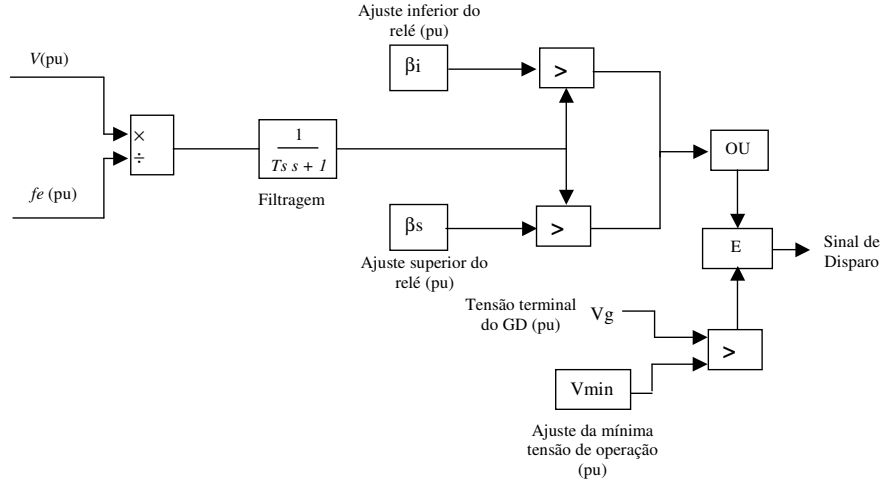 Ajuste inferior do
relé (pu)
V(pu)
βi
>
×
÷
1
Ts s + 1
OU
fe (pu)
Filtragem
βs
>
E
Sinal de
Disparo
Ajuste superior do
relé (pu)
Tensão terminal
do GD (pu)
Vg
>
Vmin
Ajuste da mínima
tensão de operação
(pu)